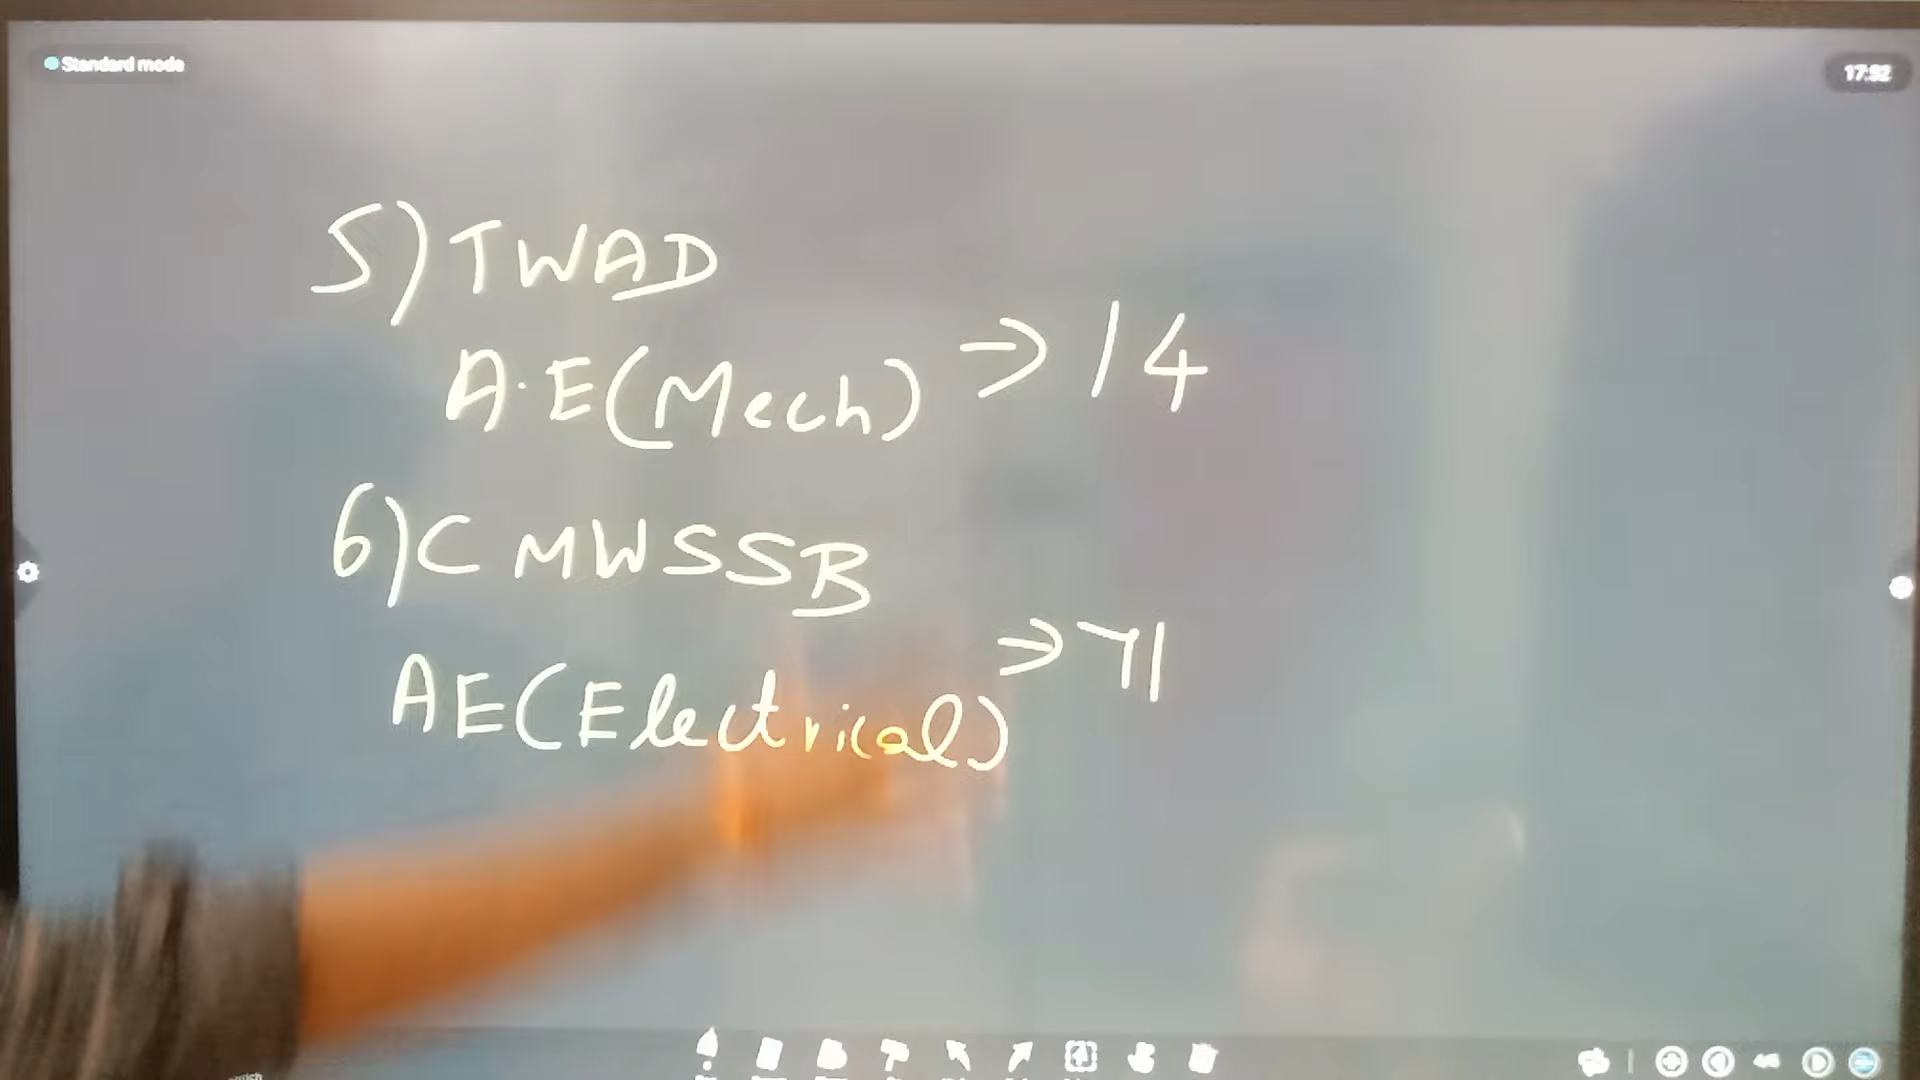 Standard mode
17:52
5) TWAD
A.E(Mech) → 14
6) CMWSSB
AE(Electrical) → 71